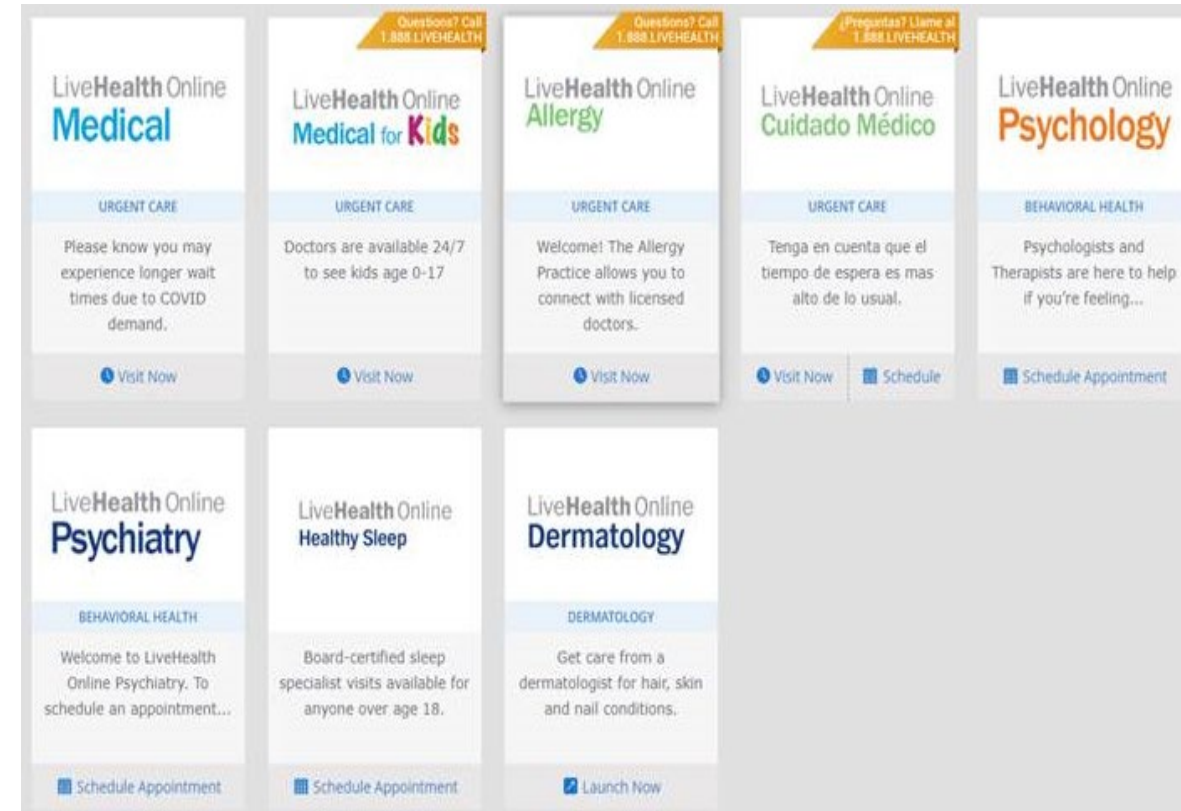 LiveHealth Online
Medical
URGENT CARE
Please know you may
experience longer wait
times due to COVID
demand.
Visit Now
Questions? Call
1.888.LIVEHEALTH
LiveHealth Online
Medical for Kids
URGENT CARE
Doctors are available 24/7
to see kids age 0-17
Visit Now
Questions? Call
1.888.LIVEHEALTH
LiveHealth Online
Allergy
URGENT CARE
Welcome! The Allergy
Practice allows you to
connect with licensed
doctors.
Visit Now
¿Preguntas? Llame al
1.888.LIVEHEALTH
LiveHealth Online
Cuidado Médico
URGENT CARE
Tenga en cuenta que el
tiempo de espera es mas
alto de lo usual.
Visit Now Schedule
LiveHealth Online
Psychology
BEHAVIORAL HEALTH
Psychologists and
Therapists are here to help
if you're feeling...
Schedule Appointment
LiveHealth Online
Psychiatry
BEHAVIORAL HEALTH
Welcome to LiveHealth
Online Psychiatry. To
schedule an appointment...
Schedule Appointment
LiveHealth Online
Healthy Sleep
Board-certified sleep
specialist visits available for
anyone over age 18.
Schedule Appointment
LiveHealth Online
Dermatology
DERMATOLOGY
Get care from a
dermatologist for hair, skin
and nail conditions.
Launch Now